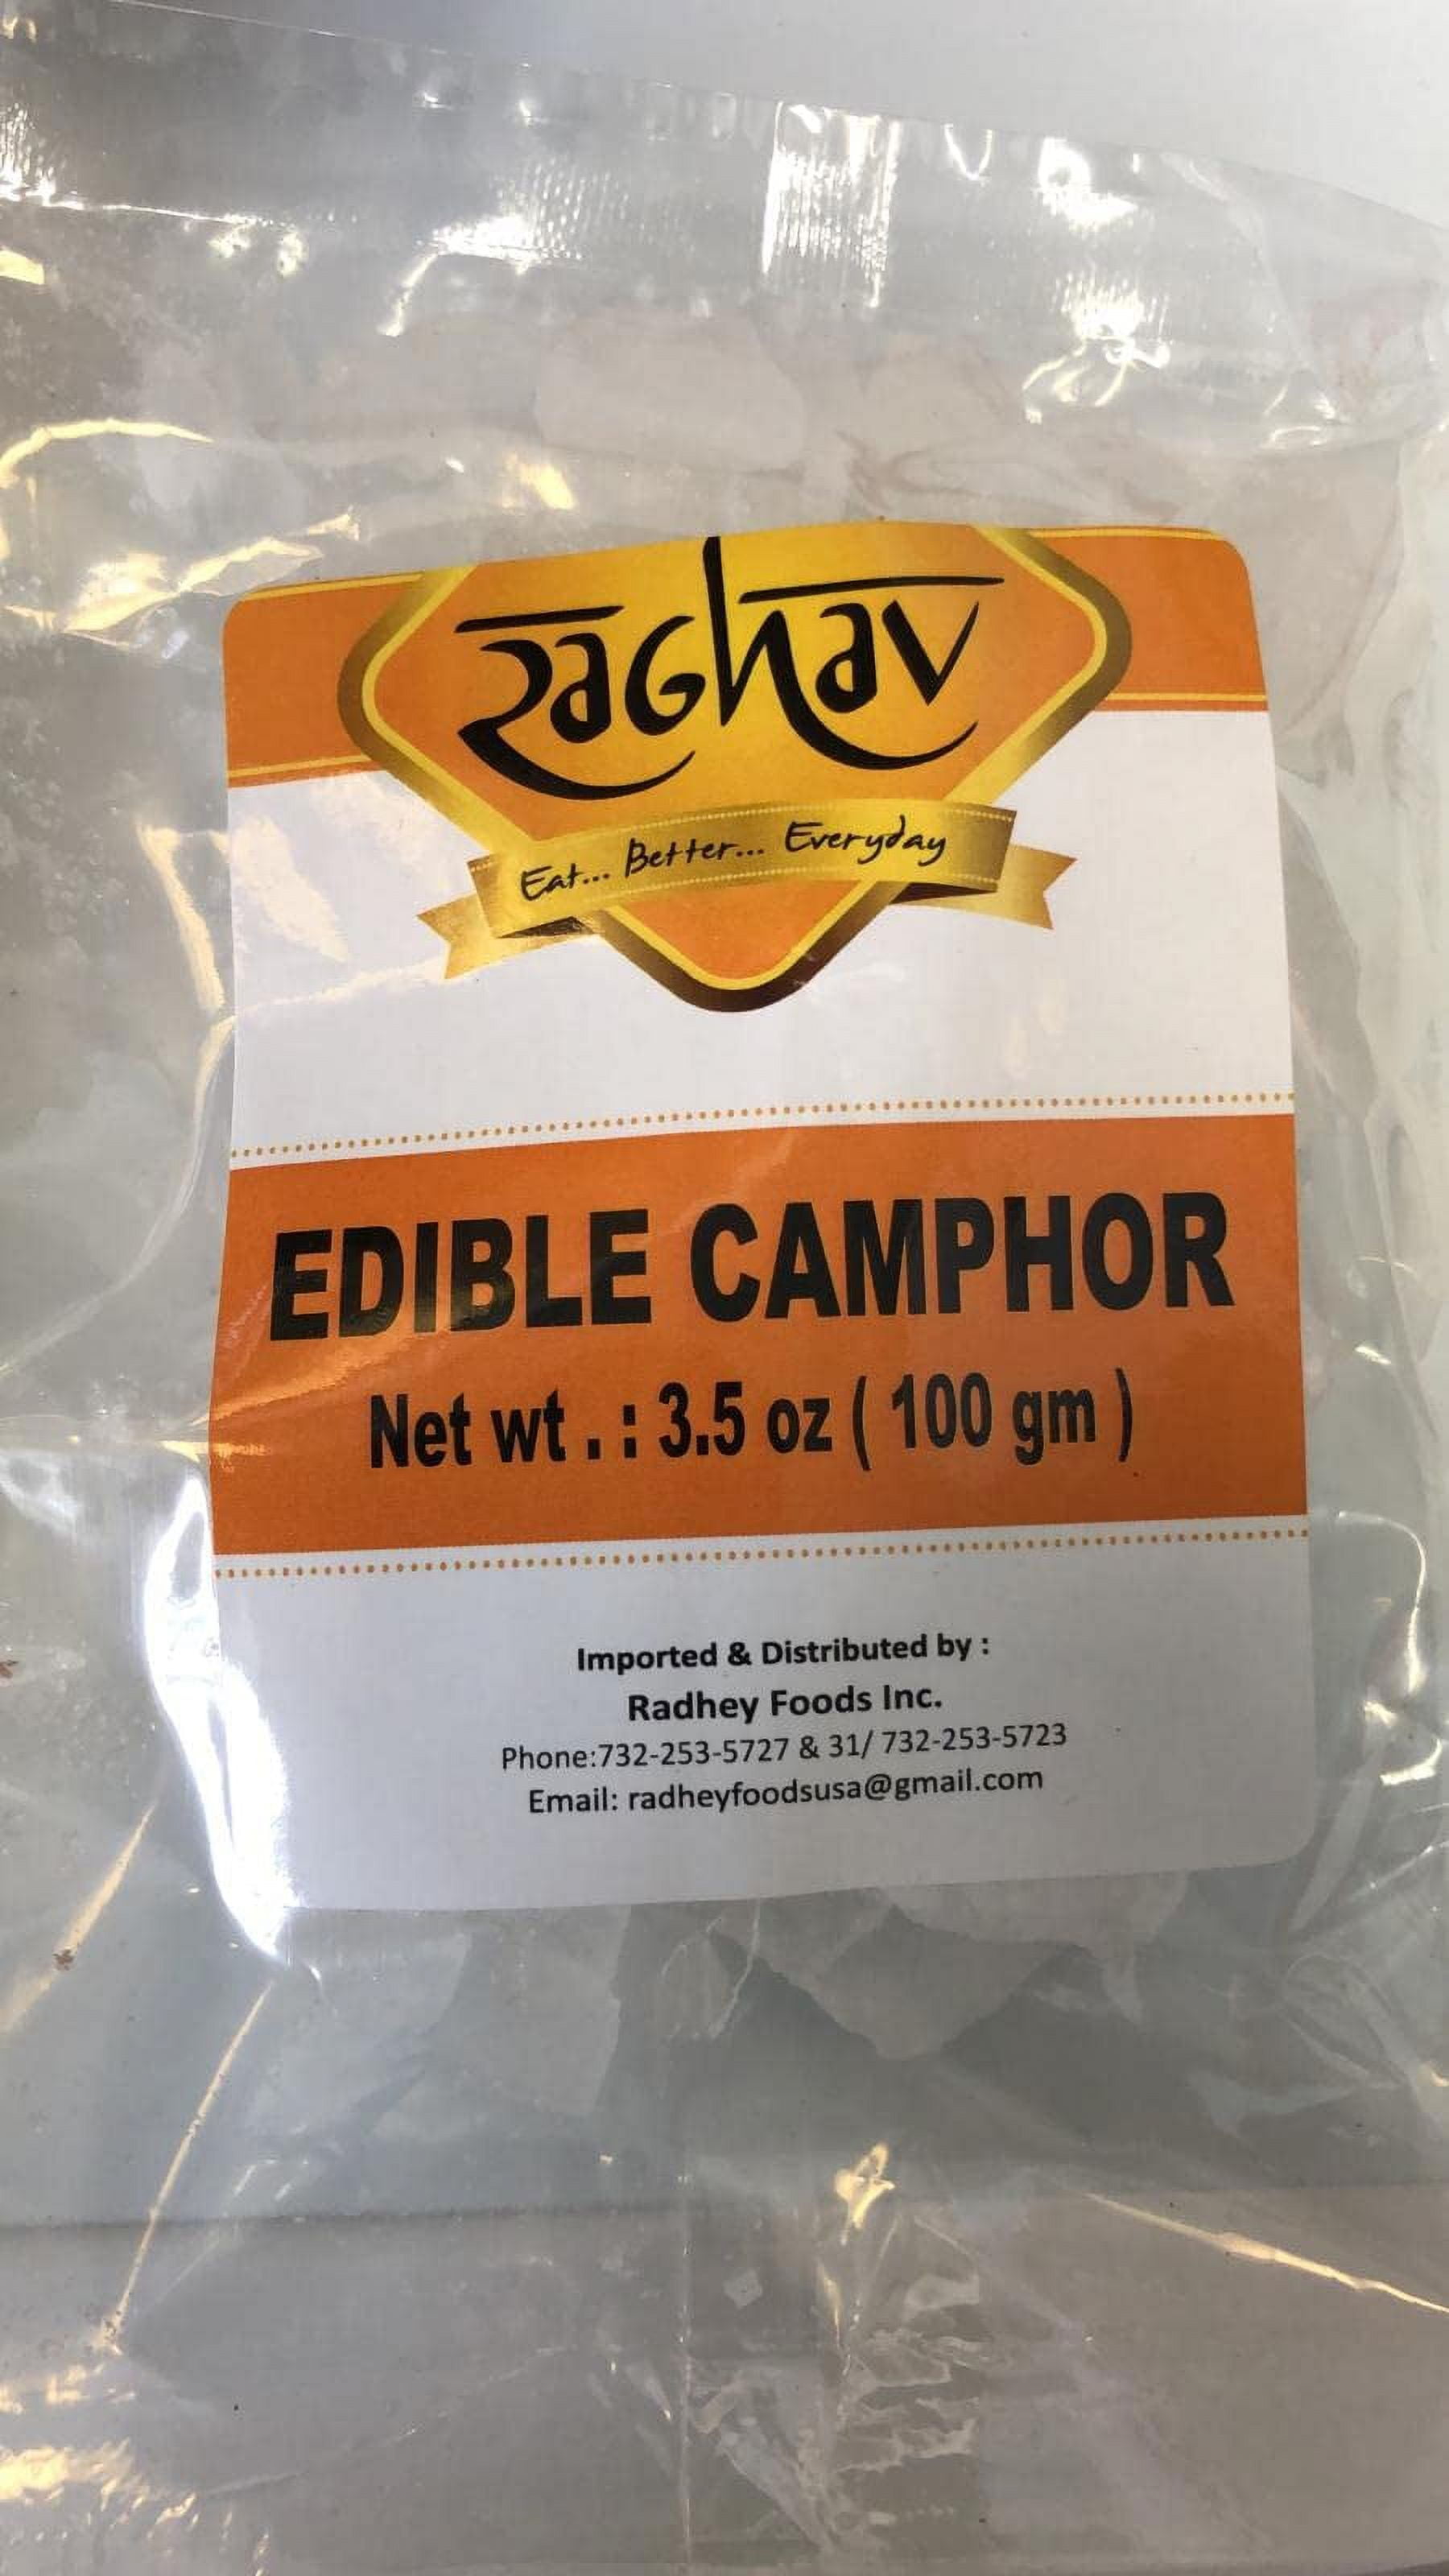 raghav
Eat... Better... Everyday
EDIBLE CAMPHOR
Net wt . : 3.5 oz ( 100 gm )
Imported & Distributed by :
Radhey Foods Inc.
Phone:732-253-5727 & 31/ 732-253-5723
Email: radheyfoodsusa@gmail.com